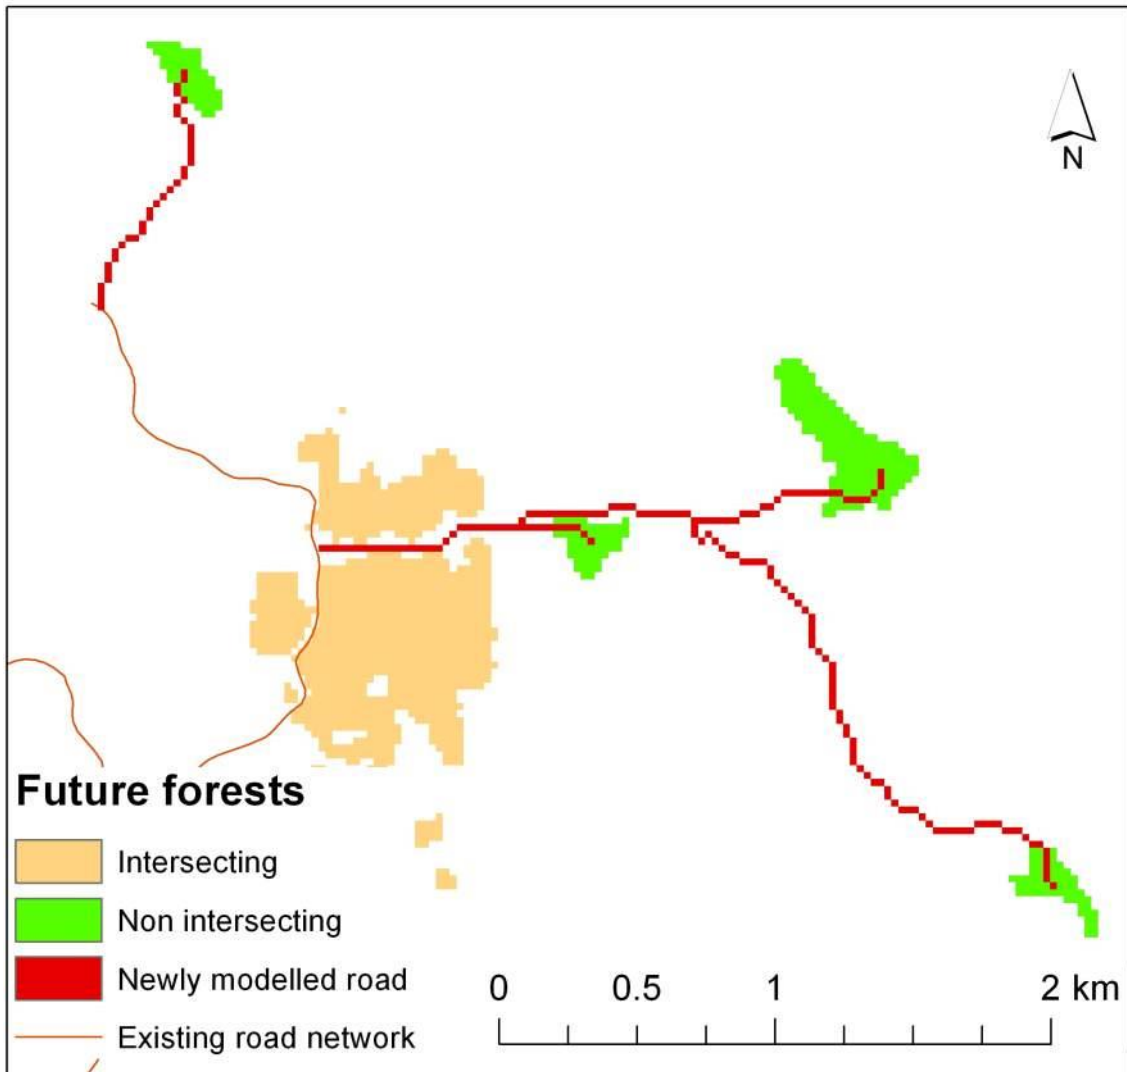 N
Future forests
Intersecting
Non intersecting
Newly modelled road
Existing road network
0 0.5 1 2 km